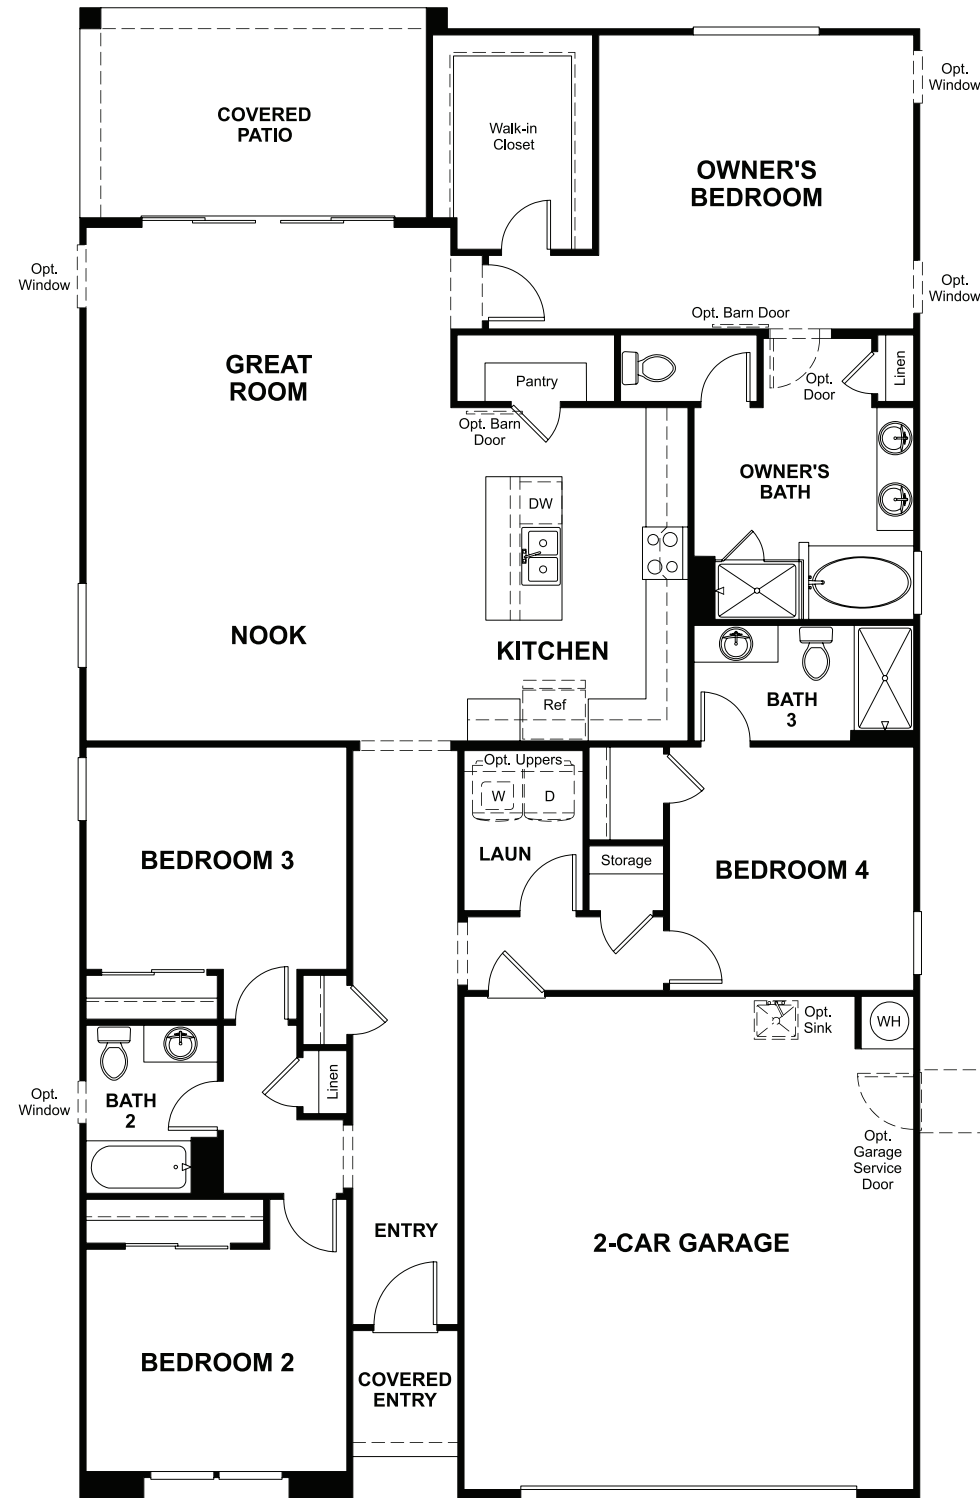 COVERED
PATIO
Walk-in
Closet
OWNER'S
BEDROOM
Opt.
Window
Opt.
Window
Opt.
Window
Opt. Barn Door
GREAT
ROOM
Pantry
Opt.
Door
Linen
Opt. Barn
Door
OWNER'S
BATH
DW
NOOK
KITCHEN
Ref
BATH
3
Opt. Uppers
W
D
LAUN
Storage
BEDROOM 3
BEDROOM 4
Opt.
Sink
WH
Linen
Opt.
Window
BATH
2
Opt.
Garage
Service
Door
ENTRY
2-CAR GARAGE
BEDROOM 2
COVERED
ENTRY